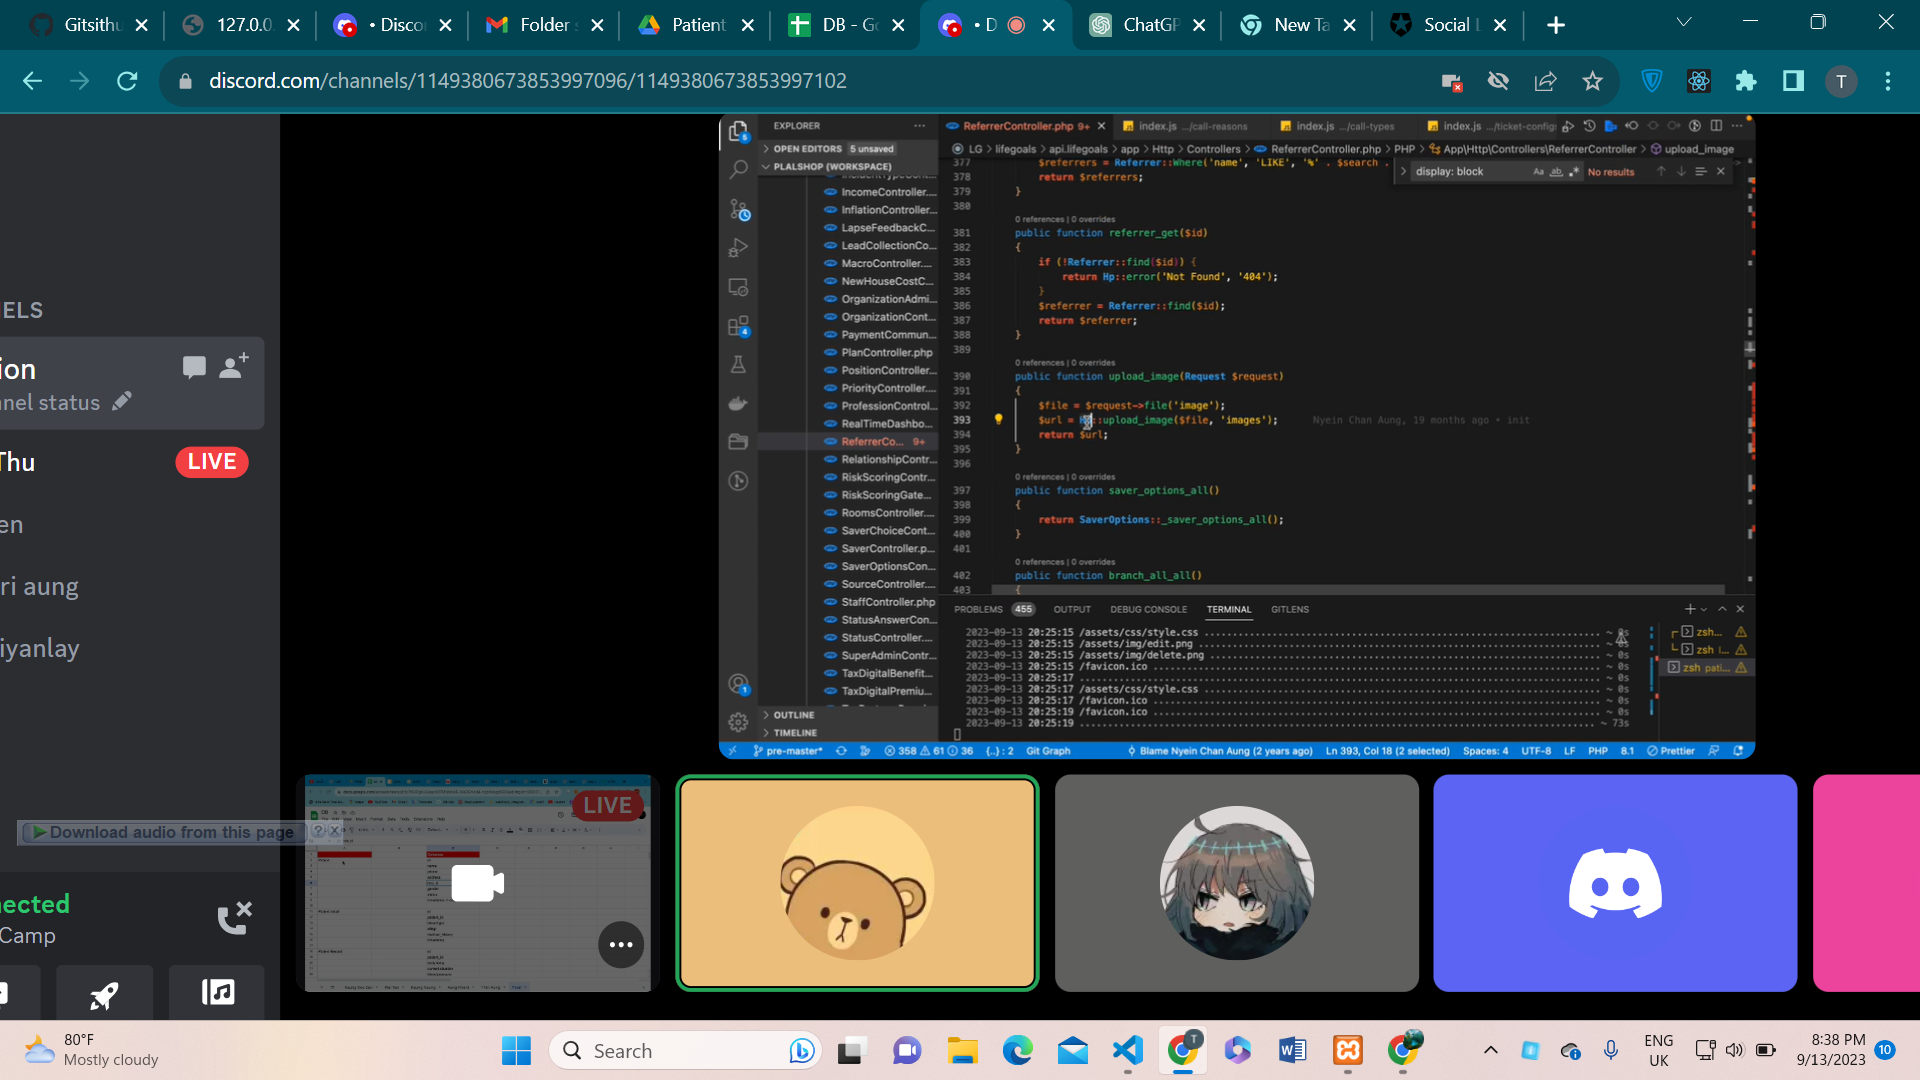 Gitsithu
127.0.0.
• Disco
Folder
Patient
DB - Go
• D
ChatGP
New Ta
Social L
discord.com/channels/1149380673853997096/1149380673853997102
T
ELS
ion
nel status
Thu
LIVE
en
ri aung
iyanlay
Download audio from this page
?
nected
Camp
EXPLORER
OPEN EDITORS 5 unsaved
PLALSHOP (WORKSPACE)
IncomeController....
InflationController...
LapseFeedbackC...
LeadCollectionCo...
MacroController....
NewHouseCostC...
OrganizationAdmi...
OrganizationCont...
PaymentCommun...
PlanController.php
PositionController...
PriorityController...
ProfessionControl...
RealTimeDashbo...
ReferrerCo... 9+
RelationshipContr...
RiskScoringContr...
RiskScoringGate...
RoomsController....
SaverChoiceCont...
SaverController.p...
SaverOptionsCon...
SourceController....
StaffController.php
StatusAnswerCon...
StatusController....
SuperAdminContr...
TaxDigitalBenefit...
TaxDigitalPremiu...
OUTLINE
TIMELINE
ReferrerController.php 9+
index.js .../call-reasons
index.js .../call-types
index.js .../ticket-configs
LG > lifegoals > api.lifegoals > app > Http > Controllers > ReferrerController.php > PHP > App\Http\Controllers\ReferrerController > upload_image
display: block
No results
377 $referrers = Referrer::Where('name', 'LIKE', '%' . $search .
378 return $referrers;
379 }
380
0 references | 0 overrides
381 public function referrer_get($id)
382 {
383 if (!Referrer::find($id)) {
384 return Hp::error('Not Found', '404');
385 }
386 $referrer = Referrer::find($id);
387 return $referrer;
388 }
389
0 references | 0 overrides
390 public function upload_image(Request $request)
391 {
392 $file = $request->file('image');
393 $url = Hp::upload_image($file, 'images'); Nyein Chan Aung, 19 months ago • init
394 return $url;
395 }
396
0 references | 0 overrides
397 public function saver_options_all()
398 {
399 return SaverOptions::_saver_options_all();
400 }
401
0 references | 0 overrides
402 public function branch_all_all()
403 {
PROBLEMS 455 OUTPUT DEBUG CONSOLE TERMINAL GITLENS
2023-09-13 20:25:15 /assets/css/style.css ~ 0s
2023-09-13 20:25:15 /assets/img/edit.png
2023-09-13 20:25:15 /assets/img/delete.png ~ 0s
2023-09-13 20:25:15 /favicon.ico ~ 0s
2023-09-13 20:25:17 ~ 0s
2023-09-13 20:25:17 /assets/css/style.css ~ 0s
2023-09-13 20:25:17 /favicon.ico ~ 0s
2023-09-13 20:25:19 /favicon.ico ~ 0s
2023-09-13 20:25:19 ~ 73s
zsh...
zsh l...
zsh pati...
pre-master* 358 61 36 {..} : 2 Git Graph Blame Nyein Chan Aung (2 years ago) Ln 393, Col 18 (2 selected) Spaces: 4 UTF-8 LF PHP 8.1 Prettier
LIVE
80°F
Mostly cloudy
Search
ENG
UK
8:38 PM
9/13/2023
10